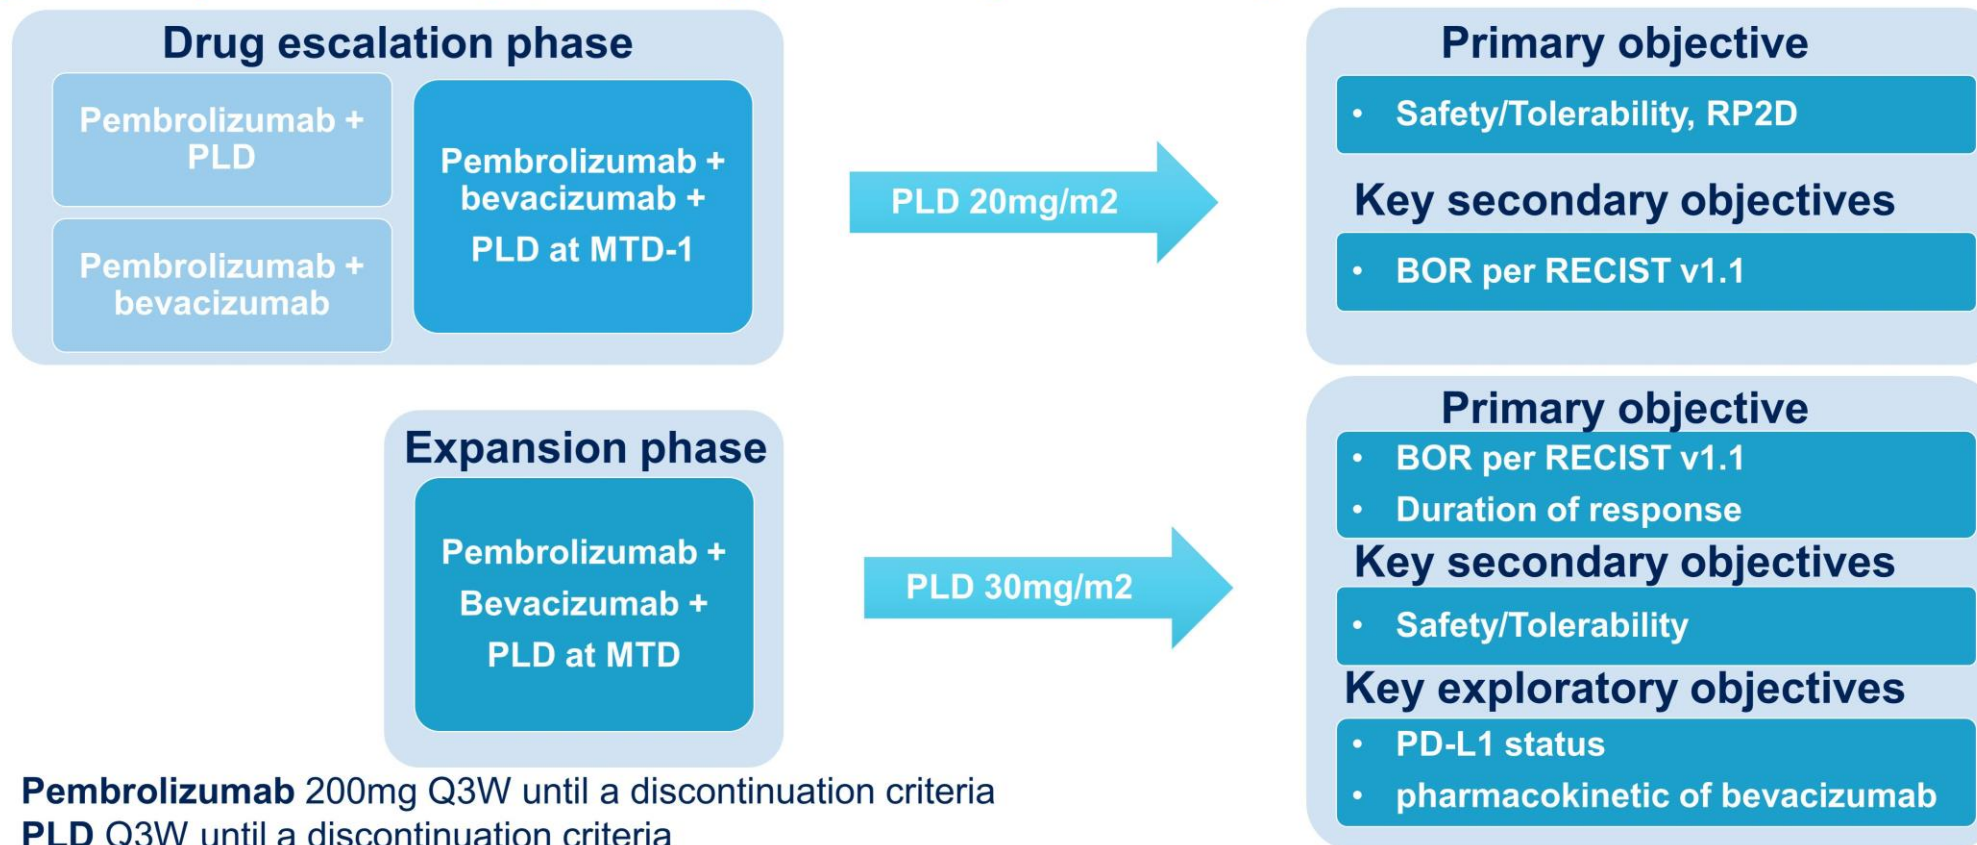 Drug escalation phase
Pembrolizumab +
PLD
Pembrolizumab +
bevacizumab
Pembrolizumab +
bevacizumab +
PLD at MTD-1
PLD 20mg/m2
Primary objective
• Safety/Tolerability, RP2D
Key secondary objectives
• BOR per RECIST v1.1
Expansion phase
Pembrolizumab +
Bevacizumab +
PLD at MTD
PLD 30mg/m2
Primary objective
• BOR per RECIST v1.1
• Duration of response
Key secondary objectives
• Safety/Tolerability
Key exploratory objectives
• PD-L1 status
• pharmacokinetic of bevacizumab
Pembrolizumab 200mg Q3W until a discontinuation criteria
PLD Q3W until a discontinuation criteria